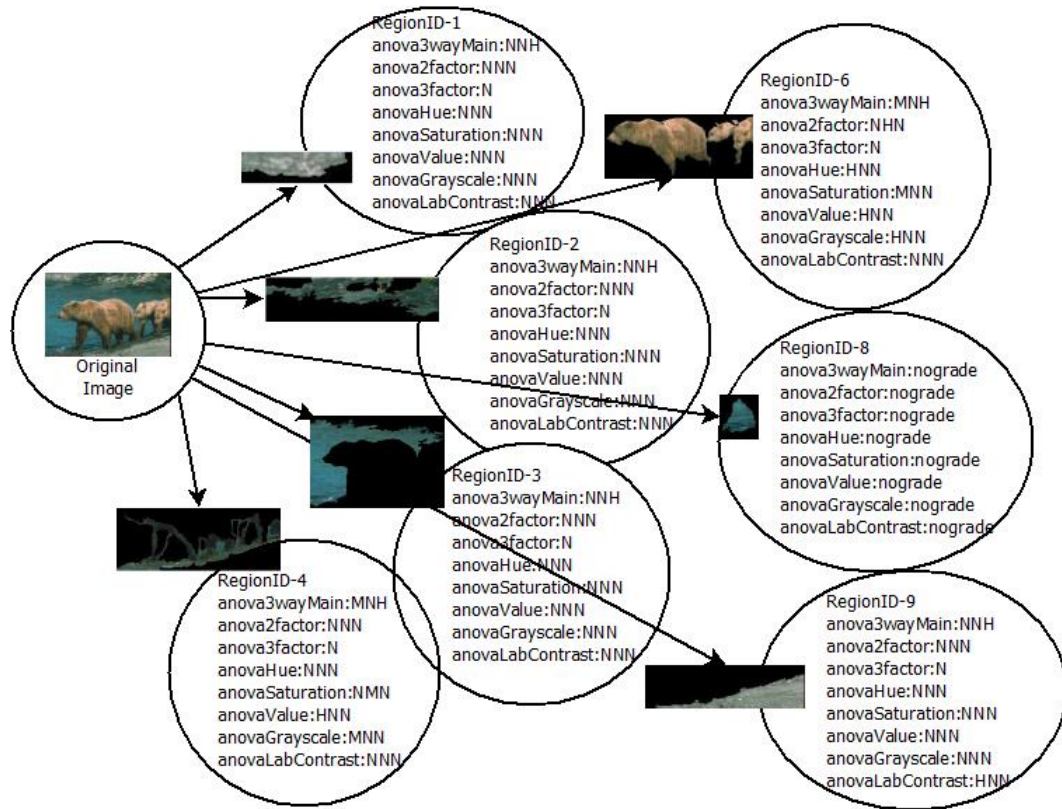 RegionID-1
anova3wayMain:NNH
anova2factor:NNN
anova3factor:N
anovaHue:NNN
anovaSaturation:NNN
anovaValue:NNN
anovaGrayscale:NNN
anovaLabContrast:NNN
RegionID-6
anova3wayMain:MNH
anova2factor:NHN
anova3factor:N
anovaHue:HNN
anovaSaturation:MNN
anovaValue:HNN
anovaGrayscale:HNN
anovaLabContrast:NNN
RegionID-2
anova3wayMain:NNH
anova2factor:NNN
anova3factor:N
anovaHue:NNN
anovaSaturation:NNN
anovaValue:NNN
anovaGrayscale:NNN
anovaLabContrast:NNN
Original
Image
RegionID-8
anova3wayMain:nograde
anova2factor:nograde
anova3factor:nograde
anovaHue:nograde
anovaSaturation:nograde
anovaValue:nograde
anovaGrayscale:nograde
anovaLabContrast:nograde
RegionID-3
anova3wayMain:NNH
anova2factor:NNN
anova3factor:N
anovaHue:NNN
anovaSaturation:NNN
anovaValue:NNN
anovaGrayscale:NNN
anovaLabContrast:NNN
RegionID-4
anova3wayMain:MNH
anova2factor:NNN
anova3factor:N
anovaHue:NNN
anovaSaturation:NMN
anovaValue:HNN
anovaGrayscale:MNN
anovaLabContrast:NNN
RegionID-9
anova3wayMain:NNH
anova2factor:NNN
anova3factor:N
anovaHue:NNN
anovaSaturation:NNN
anovaValue:NNN
anovaGrayscale:NNN
anovaLabContrast:HNN